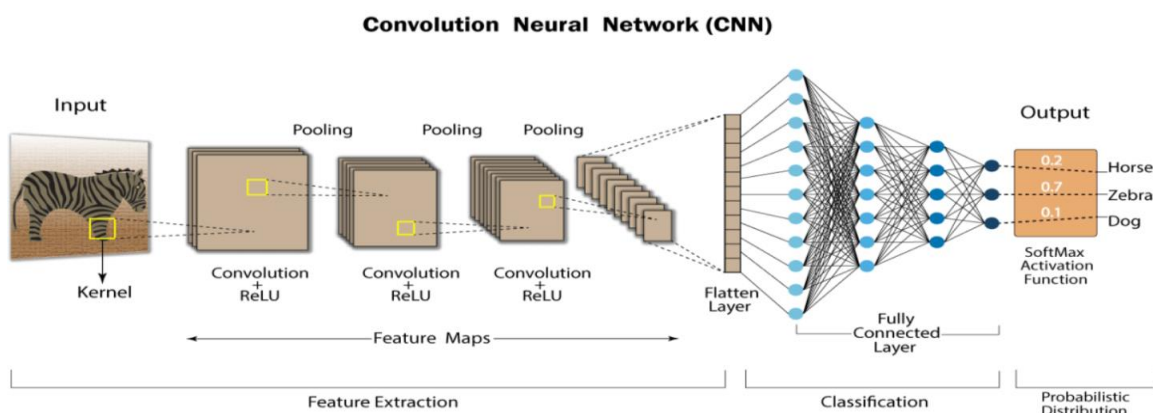 Convolution Neural Network (CNN)
Input
Pooling
Pooling
Pooling
Output
0.2
Horse
0.7
Zebra
0.1
Dog
Kernel
Convolution
+
ReLU
Convolution
+
ReLU
Convolution
+
ReLU
Flatten
Layer
SoftMax
Activation
Function
Feature Maps
Fully
Connected
Layer
Feature Extraction
Classification
Probabilistic
Distribution